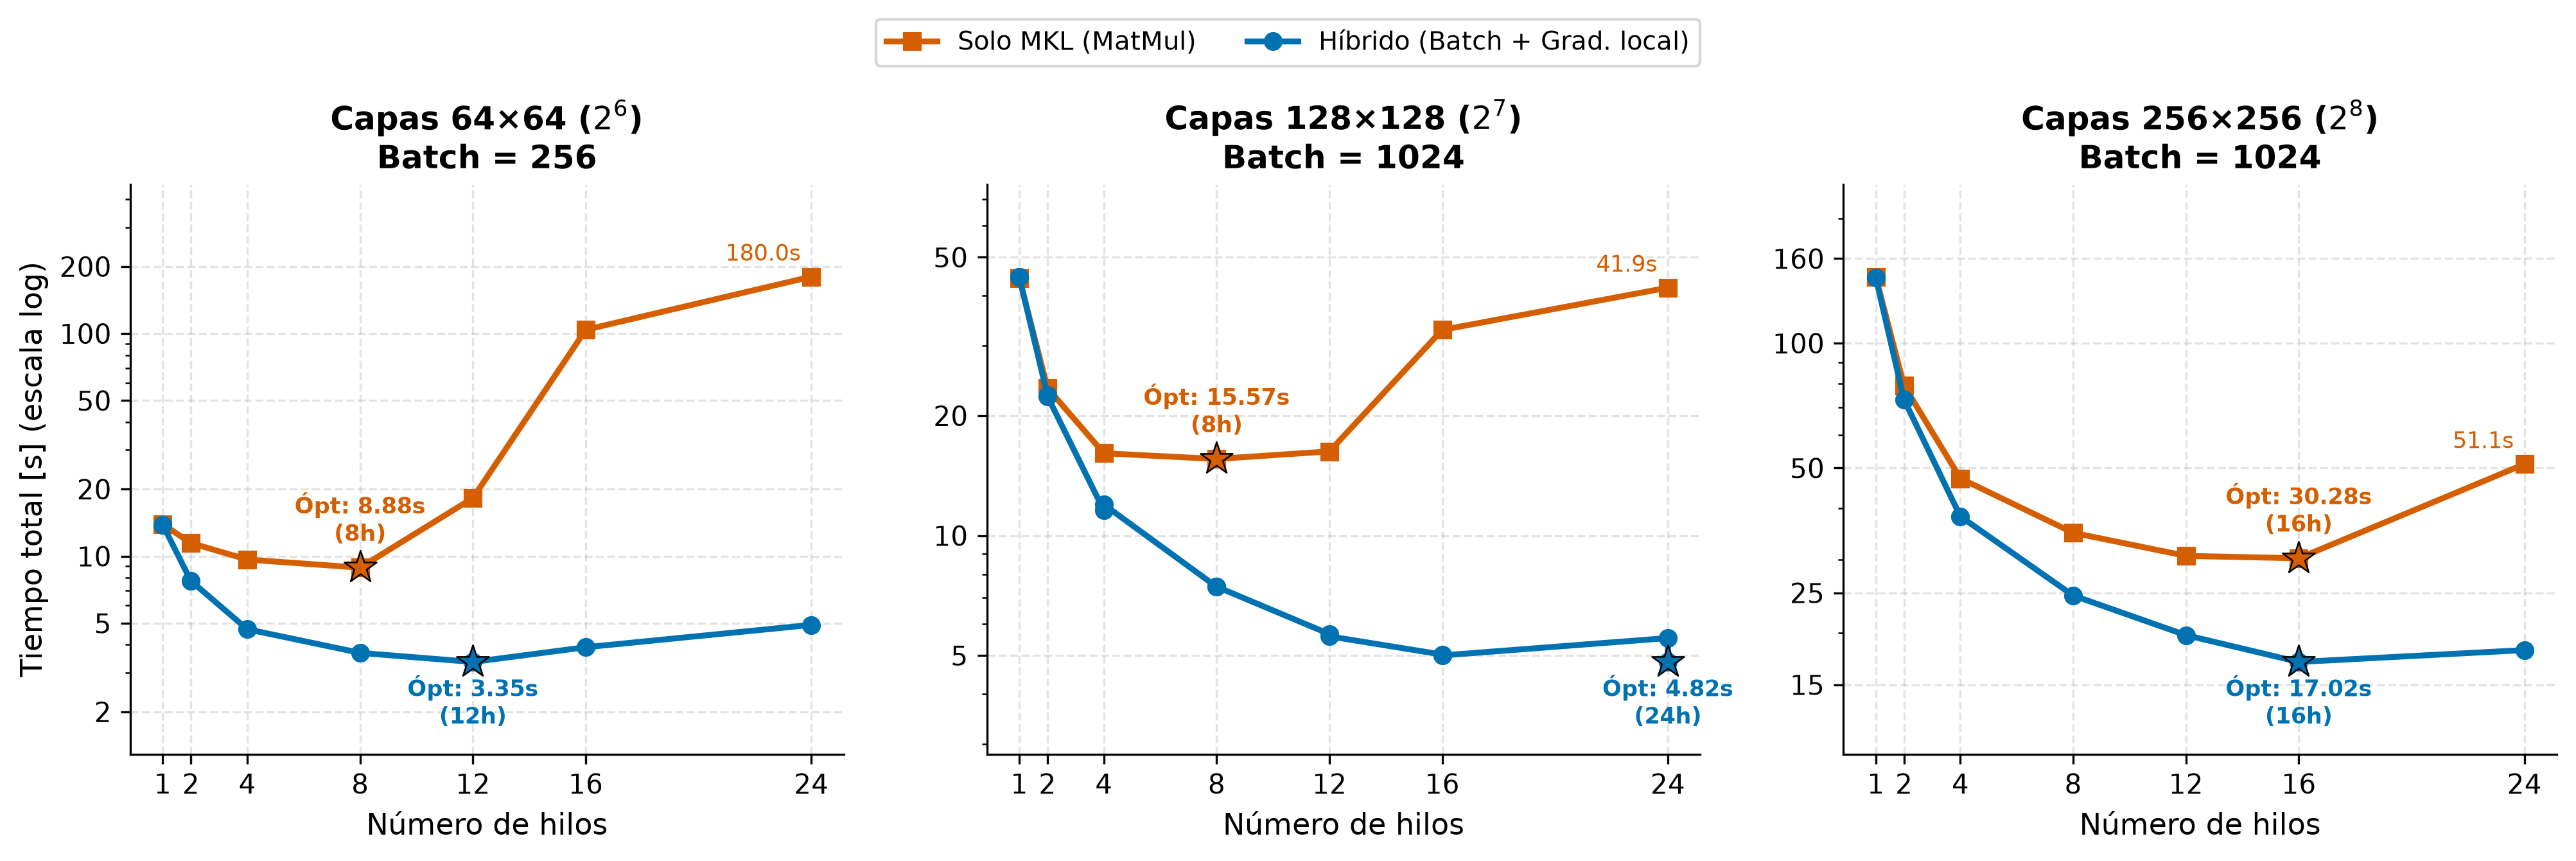 Solo MKL (MatMul) Híbrido (Batch + Grad. local)
Capas 64×64 (2⁶)
Batch = 256
Tiempo total [s] (escala log)
200
100
50
20
10
5
2
180.0s
Ópt: 8.88s
(8h)
Ópt: 3.35s
(12h)
1 2 4 8 12 16 24
Número de hilos
Capas 128×128 (2⁷)
Batch = 1024
50
20
10
5
41.9s
Ópt: 15.57s
(8h)
Ópt: 4.82s
(24h)
1 2 4 8 12 16 24
Número de hilos
Capas 256×256 (2⁸)
Batch = 1024
160
100
50
25
15
51.1s
Ópt: 30.28s
(16h)
Ópt: 17.02s
(16h)
1 2 4 8 12 16 24
Número de hilos